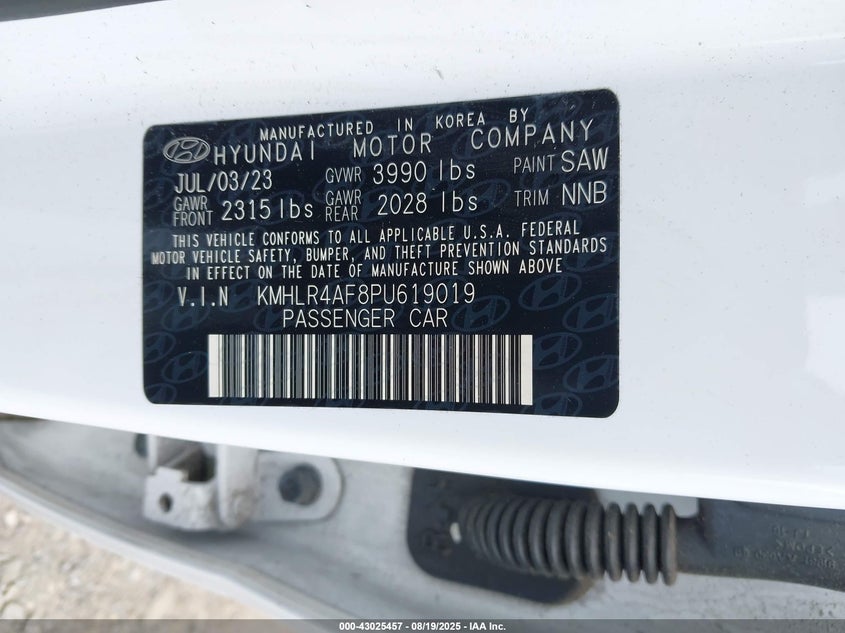 MANUFACTURED IN KOREA BY
HYUNDAI MOTOR COMPANY
JUL/03/23 GVWR 3990 lbs PAINT SAW
GAWR FRONT 2315 lbs GAWR REAR 2028 lbs TRIM NNB
THIS VEHICLE CONFORMS TO ALL APPLICABLE U.S.A. FEDERAL
MOTOR VEHICLE SAFETY, BUMPER, AND THEFT PREVENTION STANDARDS
IN EFFECT ON THE DATE OF MANUFACTURE SHOWN ABOVE
V.I.N KMHLR4AF8PU619019
PASSENGER CAR
000-43025457 - 08/19/2025 - IAA Inc.